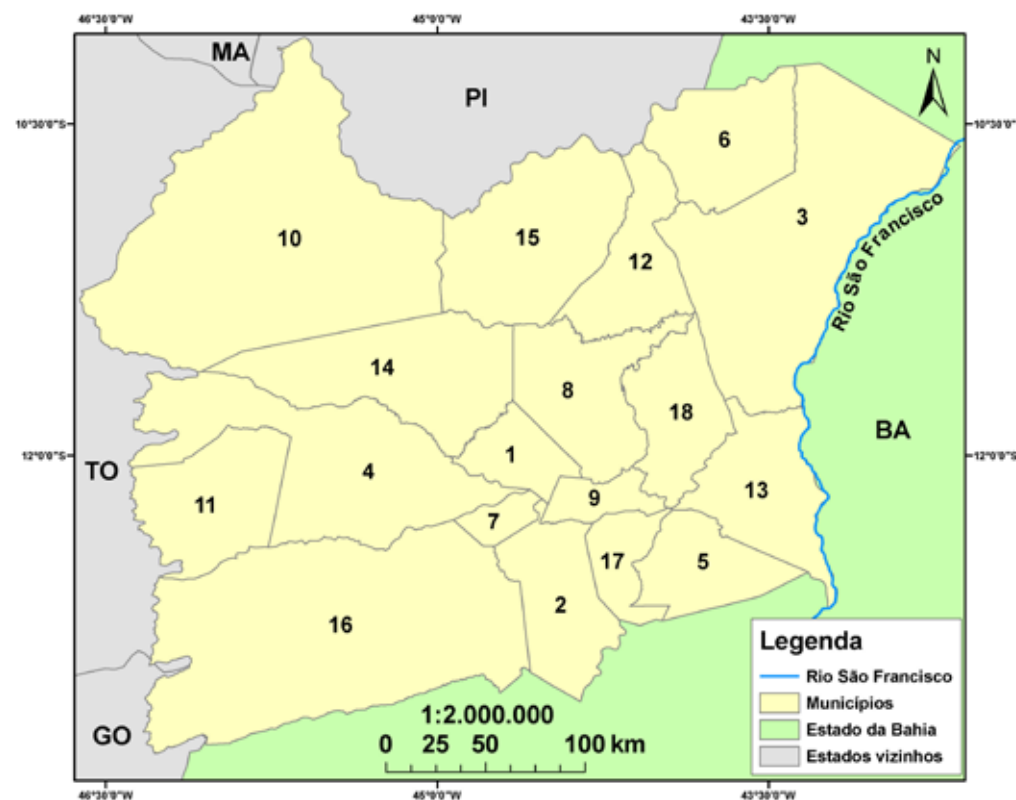 46°30'0"W 45°0'0"W 43°30'0"W
MA
PI
N
10°30'0"S 10°30'0"S
6
3
10
15
12
Rio São Francisco
14
8
18
BA
12°0'0"S 12°0'0"S
TO
1
4
11
9
13
7
17
5
2
16
GO
1:2.000.000
0 25 50 100 km
Legenda
Rio São Francisco
Municípios
Estado da Bahia
Estados vizinhos
46°30'0"W 45°0'0"W 43°30'0"W